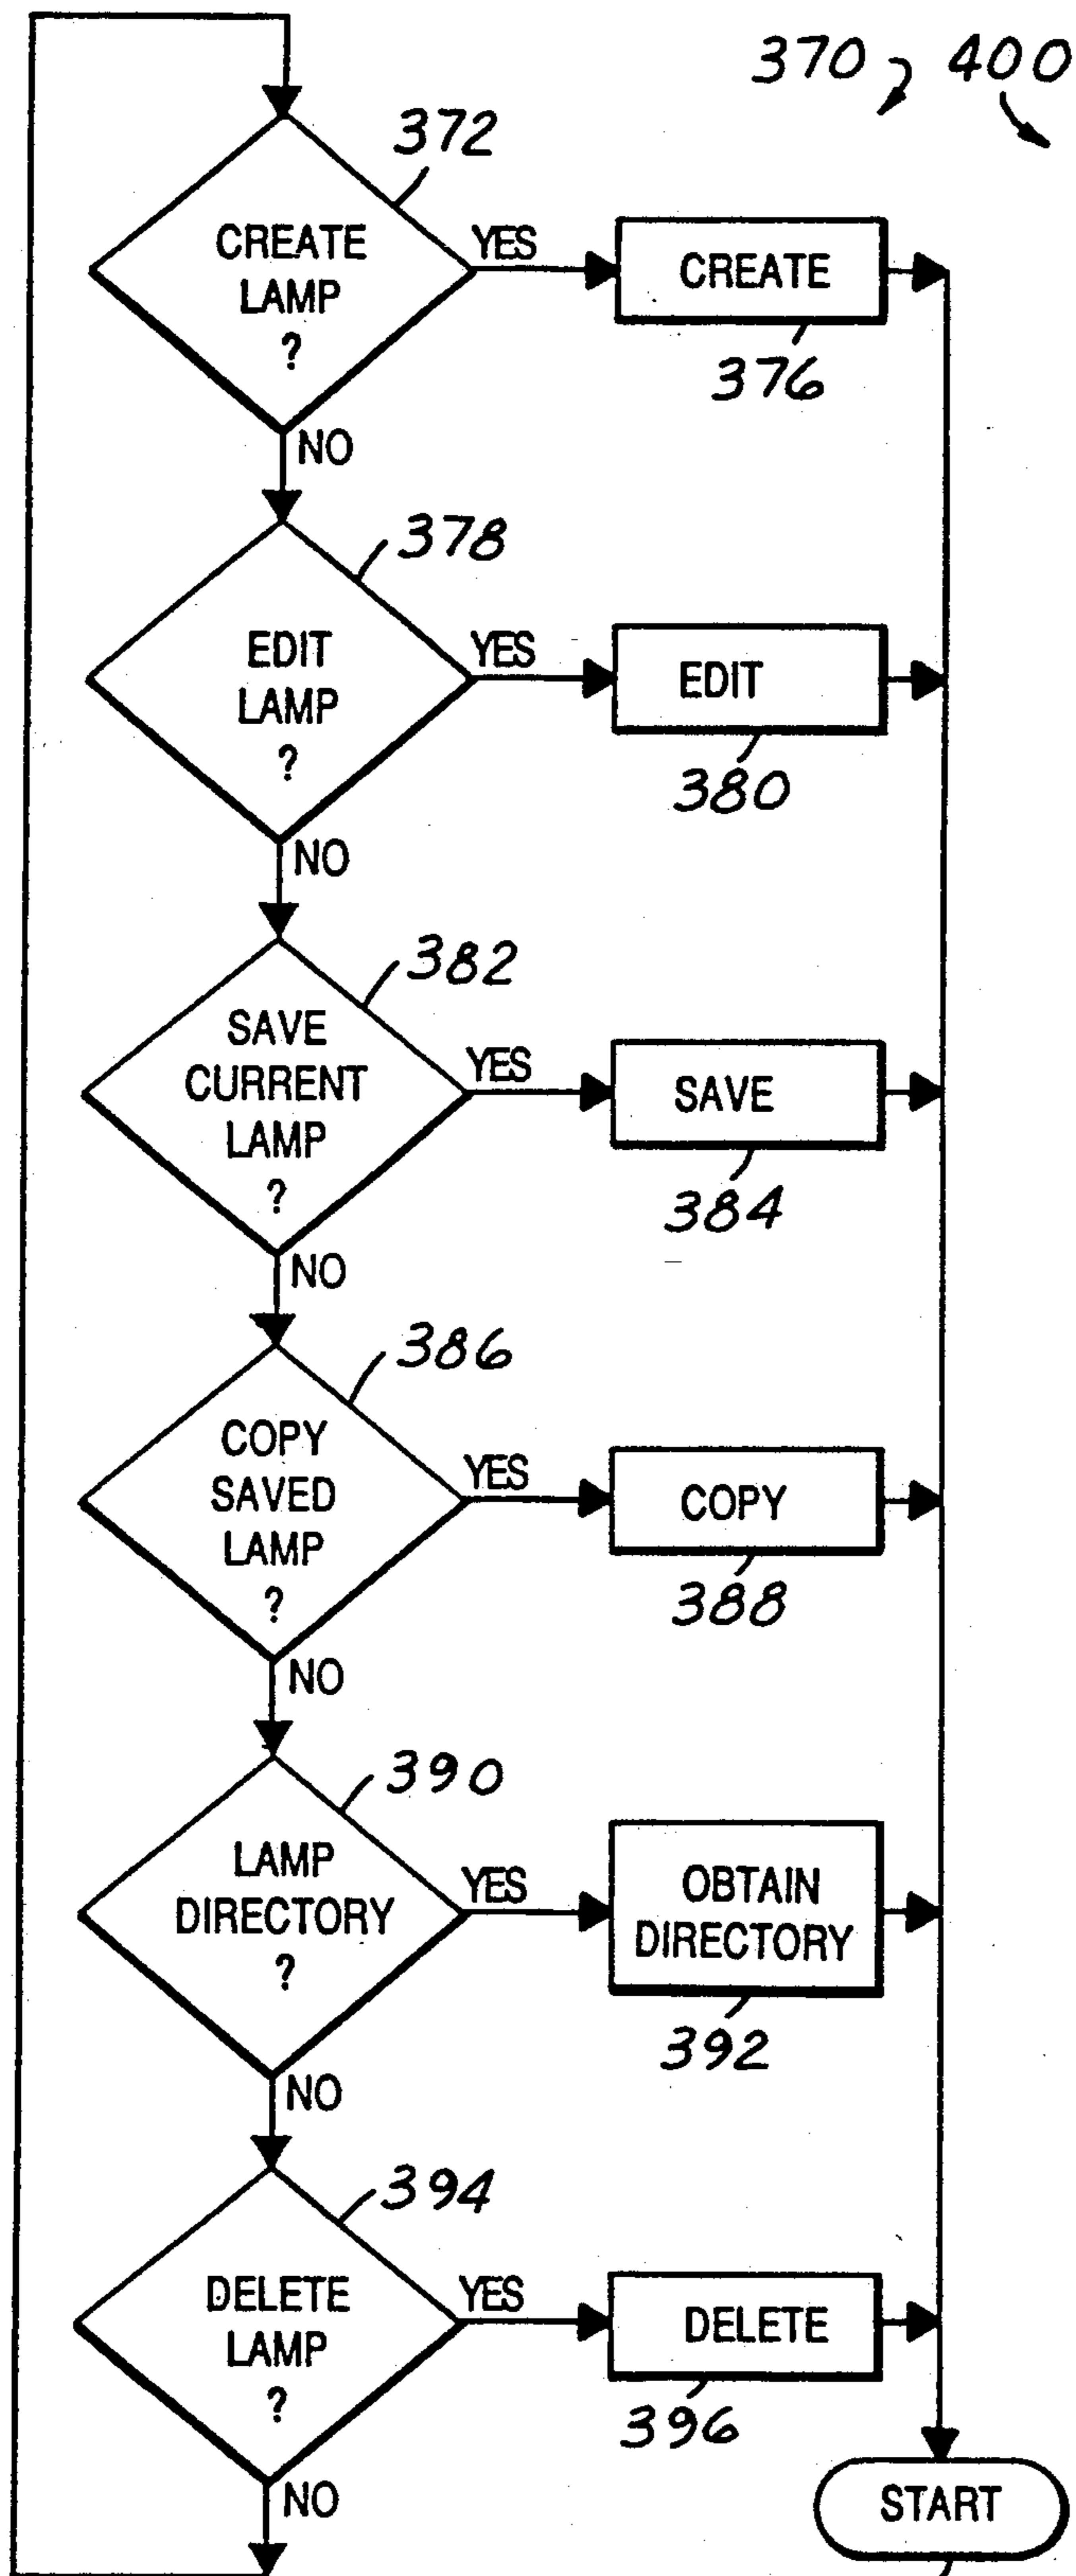 370 400
372
CREATE
LAMP
?
YES
CREATE
376
NO
378
EDIT
LAMP
?
YES
EDIT
380
NO
382
SAVE
CURRENT
LAMP
?
YES
SAVE
384
NO
386
COPY
SAVED
LAMP
?
YES
COPY
388
NO
390
LAMP
DIRECTORY
?
YES
OBTAIN
DIRECTORY
392
NO
394
DELETE
LAMP
?
YES
DELETE
396
NO
START